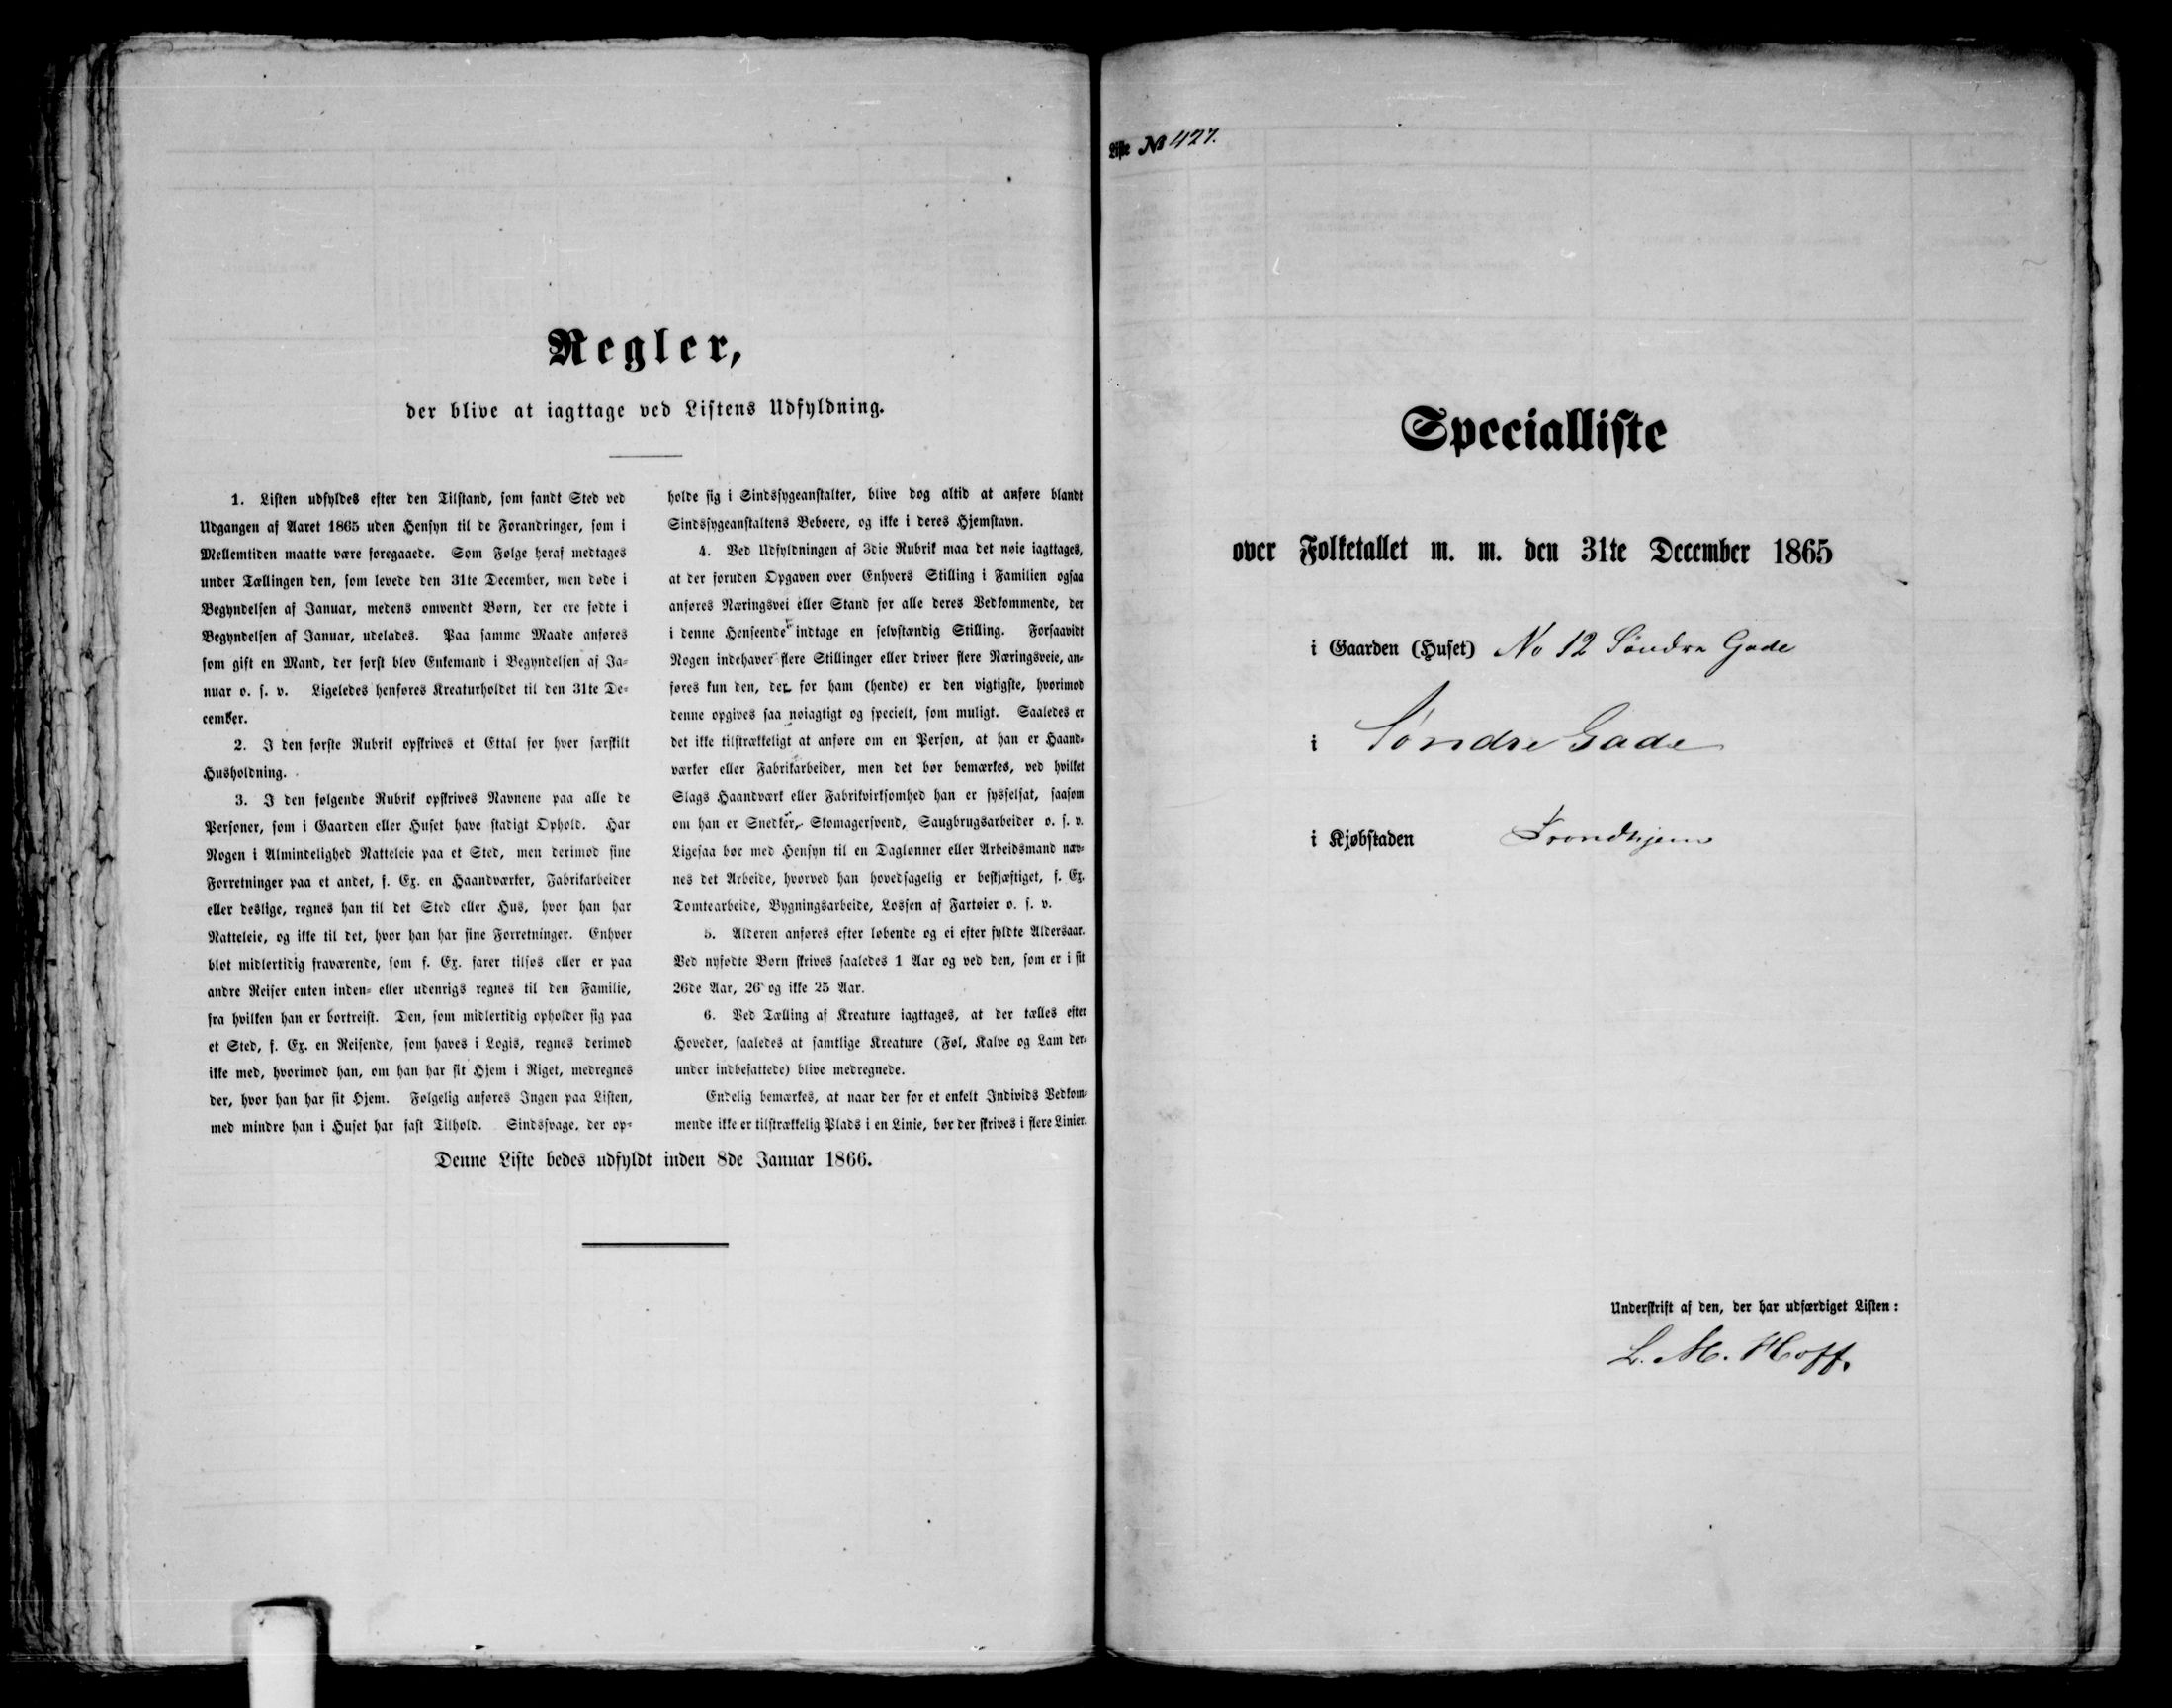 Regler,
der blive at iagttage ved Listens Udfyldning.
1. Listen udfyldes efter den Tilstand, som fandt Sted ved
Udgangen af Aaret 1865 uden Hensyn til de Forandringer, som i
Mellemtiden maatte være foregaaede. Som Følge heraf medtages
under Tællingen den, som levede den 31te December, men døde i
Begyndelsen af Januar, medens omvendt Børn, der ere fødte i
Begyndelsen af Januar, udelades. Paa samme Maade anføres
som gift en Mand, der først blev Enkemand i Begyndelsen af Ja-
nuar o. s. v. Ligeledes henføres Kreaturholdet til den 31te De-
cember.
2. I den første Rubrik opskrives et Ettal for hver særskilt
Husholdning.
3. I den følgende Rubrik opskrives Navnene paa alle de
Personer, som i Gaarden eller Huset have stadigt Ophold. Har
Nogen i Almindelighed Natteleie paa et Sted, men derimod sine
Forretninger paa et andet, f. Ex. en Haandværker, Fabrikarbeider
eller deslige, regnes han til det Sted eller Hus, hvor han har
Natteleie, og ikke til det, hvor han har sine Forretninger. Enhver
blot midlertidig fraværende, som f. Ex. farer tilsøs eller er paa
andre Reiser enten inden- eller udenrigs regnes til den Familie,
fra hvilken han er bortreist. Den, som midlertidig opholder sig paa
et Sted, f. Ex. en Reisende, som haves i Logis, regnes derimod
ikke med, hvorimod han, om han har sit Hjem i Riget, medregnes
der, hvor han har sit Hjem. Følgelig anføres Ingen paa Listen,
med mindre han i Huset har fast Tilhold. Sindssvage, der op-
holde sig i Sindssygeanstalter, blive dog altid at anføre blandt
Sindssygeanstaltens Beboere, og ikke i deres Hjemstavn.
4. Ved Udfyldningen af 3die Rubrik maa det nøie iagttages,
at der foruden Opgaven over Enhvers Stilling i Familien ogsaa
anføres Næringsvei eller Stand for alle deres Vedkommende, der
i denne Henseende indtage en selvstændig Stilling. Forsaavidt
Nogen indehaver flere Stillinger eller driver flere Næringsveie, an-
føres kun den, der for ham (hende) er den vigtigste, hvorimod
denne opgives saa nøiagtigt og specielt, som muligt. Saaledes er
det ikke tilstrækkeligt at anføre om en Person, at han er Haand-
værker eller Fabrikarbeider, men det bør bemærkes, ved hvilket
Slags Haandværk eller Fabrikvirksomhed han er sysselsat, saasom
om han er Snedker, Skomagersvend, Saugbrugsarbeider o. s. v.
Ligesaa bør med Hensyn til en Daglønner eller Arbeidsmand næv-
nes det Arbeide, hvorved han hovedsagelig er beskjæftiget, f. Ex.
Tomtearbeide, Bygningsarbeide, Lossen af Fartøier o. s. v.
5. Alderen anføres efter løbende og ei efter fyldte Aldersaar.
Ved nyfødte Børn skrives saaledes 1 Aar og ved den, som er i sit
26de Aar, 26 og ikke 25 Aar.
6. Ved Tælling af Kreature iagttages, at der tælles efter
Hoveder, saaledes at samtlige Kreature (Føl, Kalve og Lam der-
under indbefattede) blive medregnede.
Endelig bemærkes, at naar der for et enkelt Individs Vedkom-
mende ikke er tilstrækkelig Plads i en Linie, bør der skrives i flere Linier.
Denne Liste bedes udfyldt inden 8de Januar 1866.
Liste No 427.
Specialliste
over Folketallet m. m. den 31te December 1865
i Gaarden (Huset) No 12 Söndre Gade
i Søndre Gade
i Kjøbstaden Trondhjem
Underskrift af den, der har udfærdiget Listen:
L. M. Hoff.